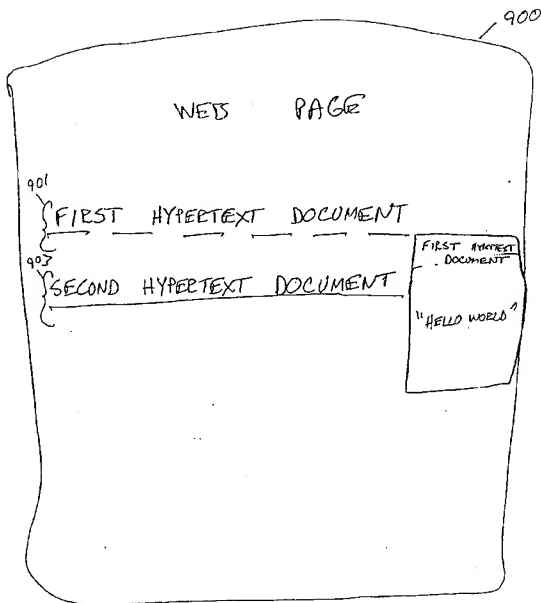 900
WEB PAGE
901
FIRST HYPERTEXT DOCUMENT
903
SECOND HYPERTEXT DOCUMENT
FIRST HYPERTEXT
DOCUMENT
"HELLO WORLD"